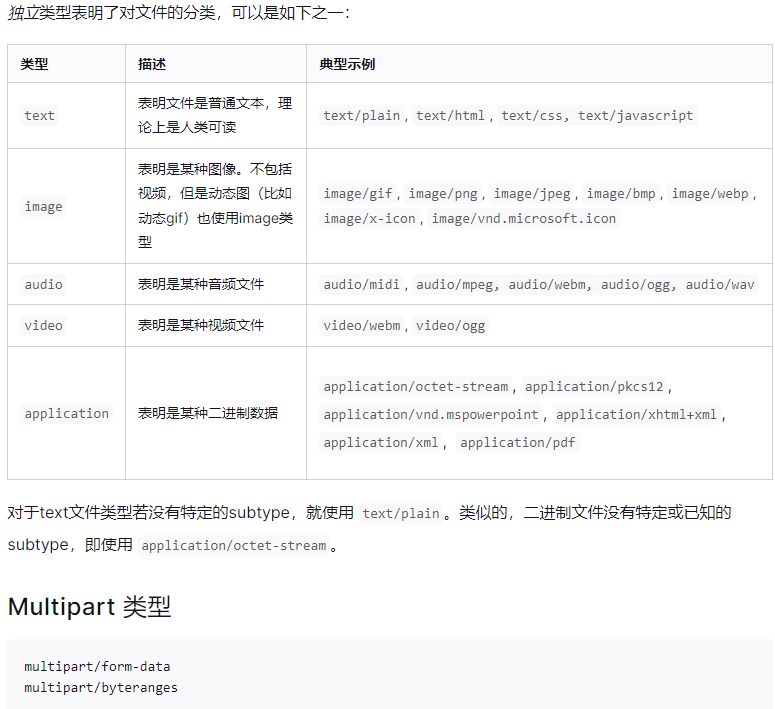 独立类型表明了对文件的分类，可以是如下之一：
类型 描述 典型示例
text
表明文件是普通文本，理
论上是人类可读
text/plain, text/html, text/css, text/javascript
image
表明是某种图像。不包括
视频，但是动态图（比如
动态gif）也使用image类
型
image/gif, image/png, image/jpeg, image/bmp, image/webp,
image/x-icon, image/vnd.microsoft.icon
audio
表明是某种音频文件
audio/midi, audio/mpeg, audio/webm, audio/ogg, audio/wav
video
表明是某种视频文件
video/webm, video/ogg
application
表明是某种二进制数据
application/octet-stream, application/pkcs12,
application/vnd.mspowerpoint, application/xhtml+xml,
application/xml, application/pdf
对于text文件类型若没有特定的subtype，就使用 text/plain。类似的，二进制文件没有特定或已知的
subtype，即使用 application/octet-stream。
Multipart 类型
multipart/form-data
multipart/byteranges